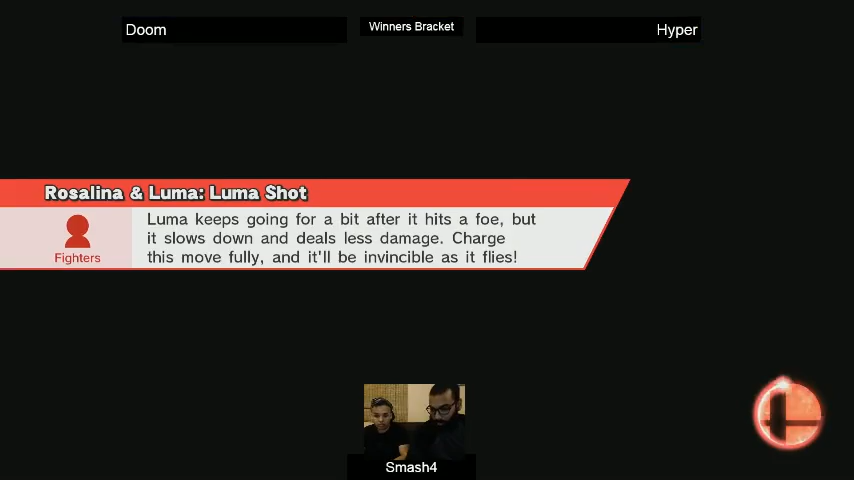 Doom
Winners Bracket
Hyper
Rosalina & Luma: Luma Shot
Luma keeps going for a bit after it hits a foe, but
it slows down and deals less damage. Charge
this move fully, and it'll be invincible as it flies!
Fighters
Smash4